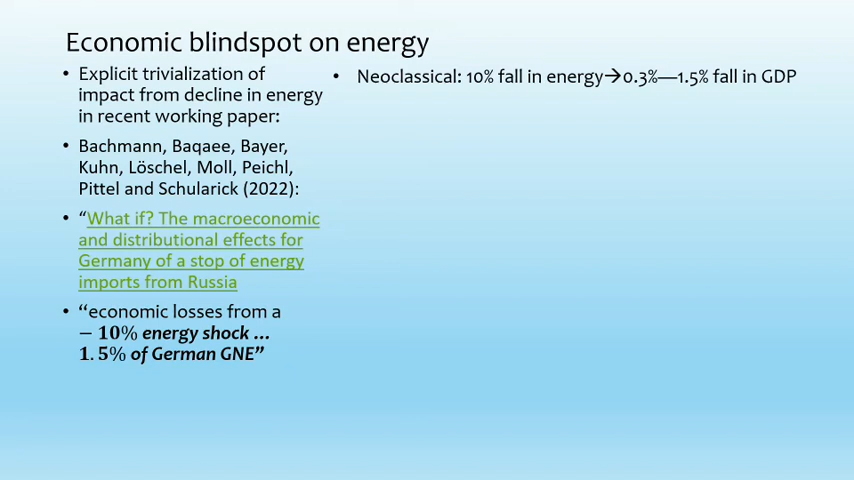 Economic blindspot on energy
• Explicit trivialization of
impact from decline in energy
in recent working paper:
• Bachmann, Baqaee, Bayer,
Kuhn, Löschel, Moll, Peichl,
Pittel and Schularick (2022):
• “What if? The macroeconomic
and distributional effects for
Germany of a stop of energy
imports from Russia
• “economic losses from a
− 10% energy shock …
1. 5% of German GNE”
• Neoclassical: 10% fall in energy→0.3%—1.5% fall in GDP